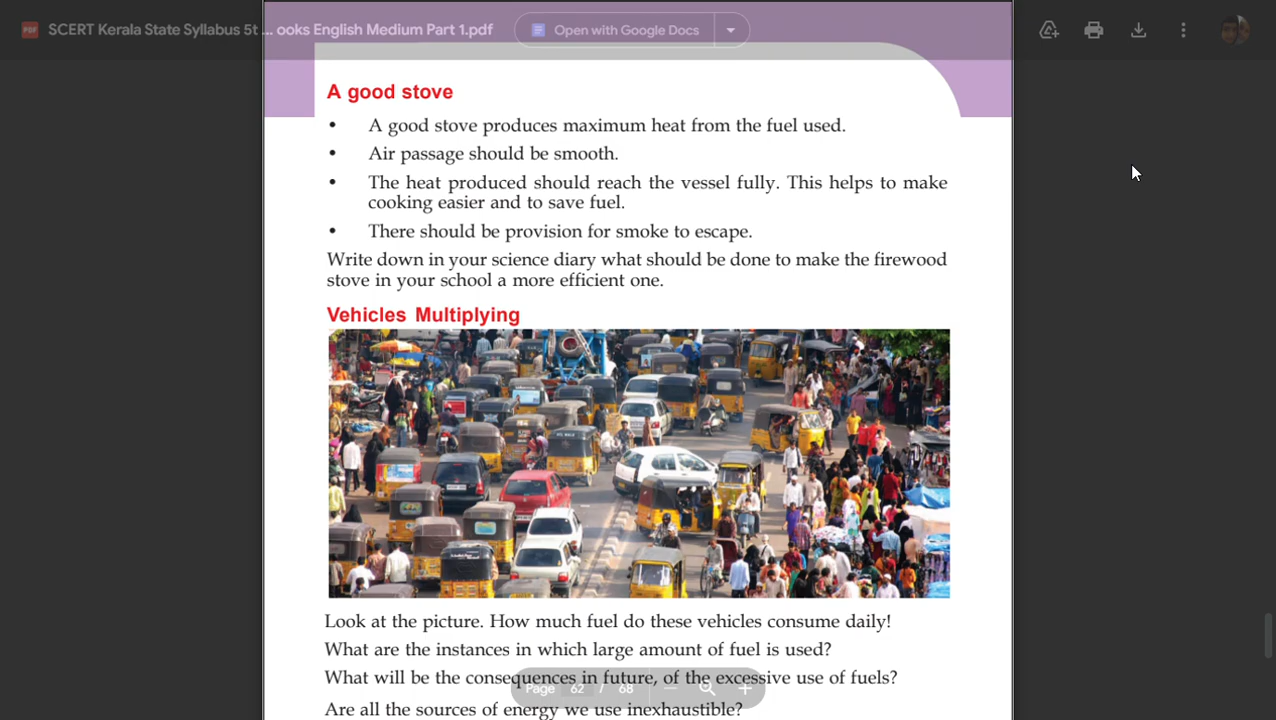 SCERT Kerala State Syllabus 5t ... ooks English Medium Part 1.pdf
Open with Google Docs
A good stove
• A good stove produces maximum heat from the fuel used.
• Air passage should be smooth.
• The heat produced should reach the vessel fully. This helps to make
cooking easier and to save fuel.
• There should be provision for smoke to escape.
Write down in your science diary what should be done to make the firewood
stove in your school a more efficient one.
Vehicles Multiplying
Look at the picture. How much fuel do these vehicles consume daily!
What are the instances in which large amount of fuel is used?
What will be the consequences in future, of the excessive use of fuels?
Page 62 / 68
Are all the sources of energy we use inexhaustible?